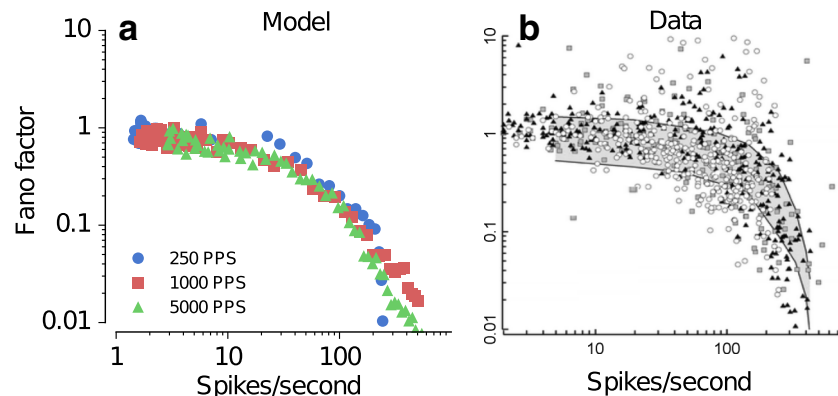 a
Model
10
1
0.1
0.01
Fano factor
250 PPS
1000 PPS
5000 PPS
1
10
100
Spikes/second
b
Data
10
1
0.1
0.01
10
100
Spikes/second